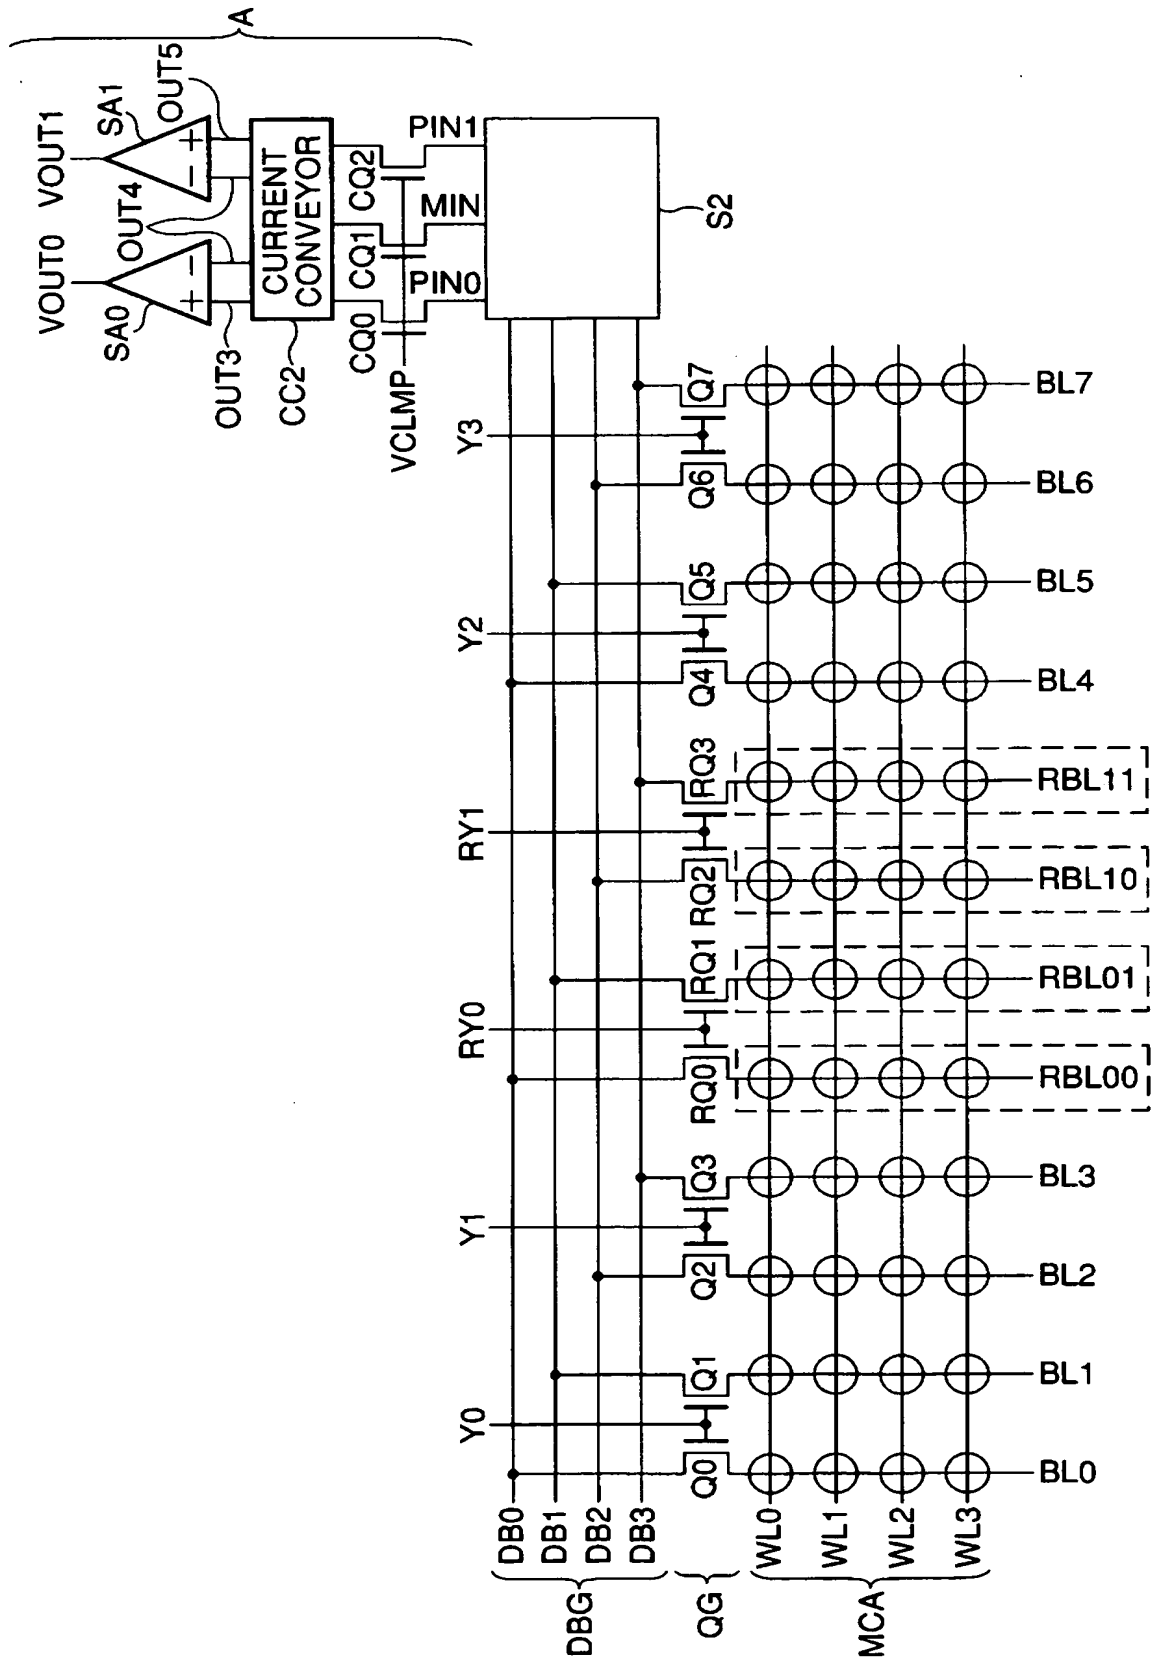 A
VOUT0 VOUT1
SA0
SA1
+
−
−
+
OUT3
OUT4
OUT5
CC2
CURRENT
CONVEYOR
CQ0
CQ1
CQ2
VCLMP
PIN0
MIN
PIN1
S2
Y0
Y1
RY0
RY1
Y2
Y3
DBG
DB0
DB1
DB2
DB3
QG
Q0
Q1
Q2
Q3
RQ0
RQ1
RQ2
RQ3
Q4
Q5
Q6
Q7
MCA
WL0
WL1
WL2
WL3
BL0
BL1
BL2
BL3
RBL00
RBL01
RBL10
RBL11
BL4
BL5
BL6
BL7